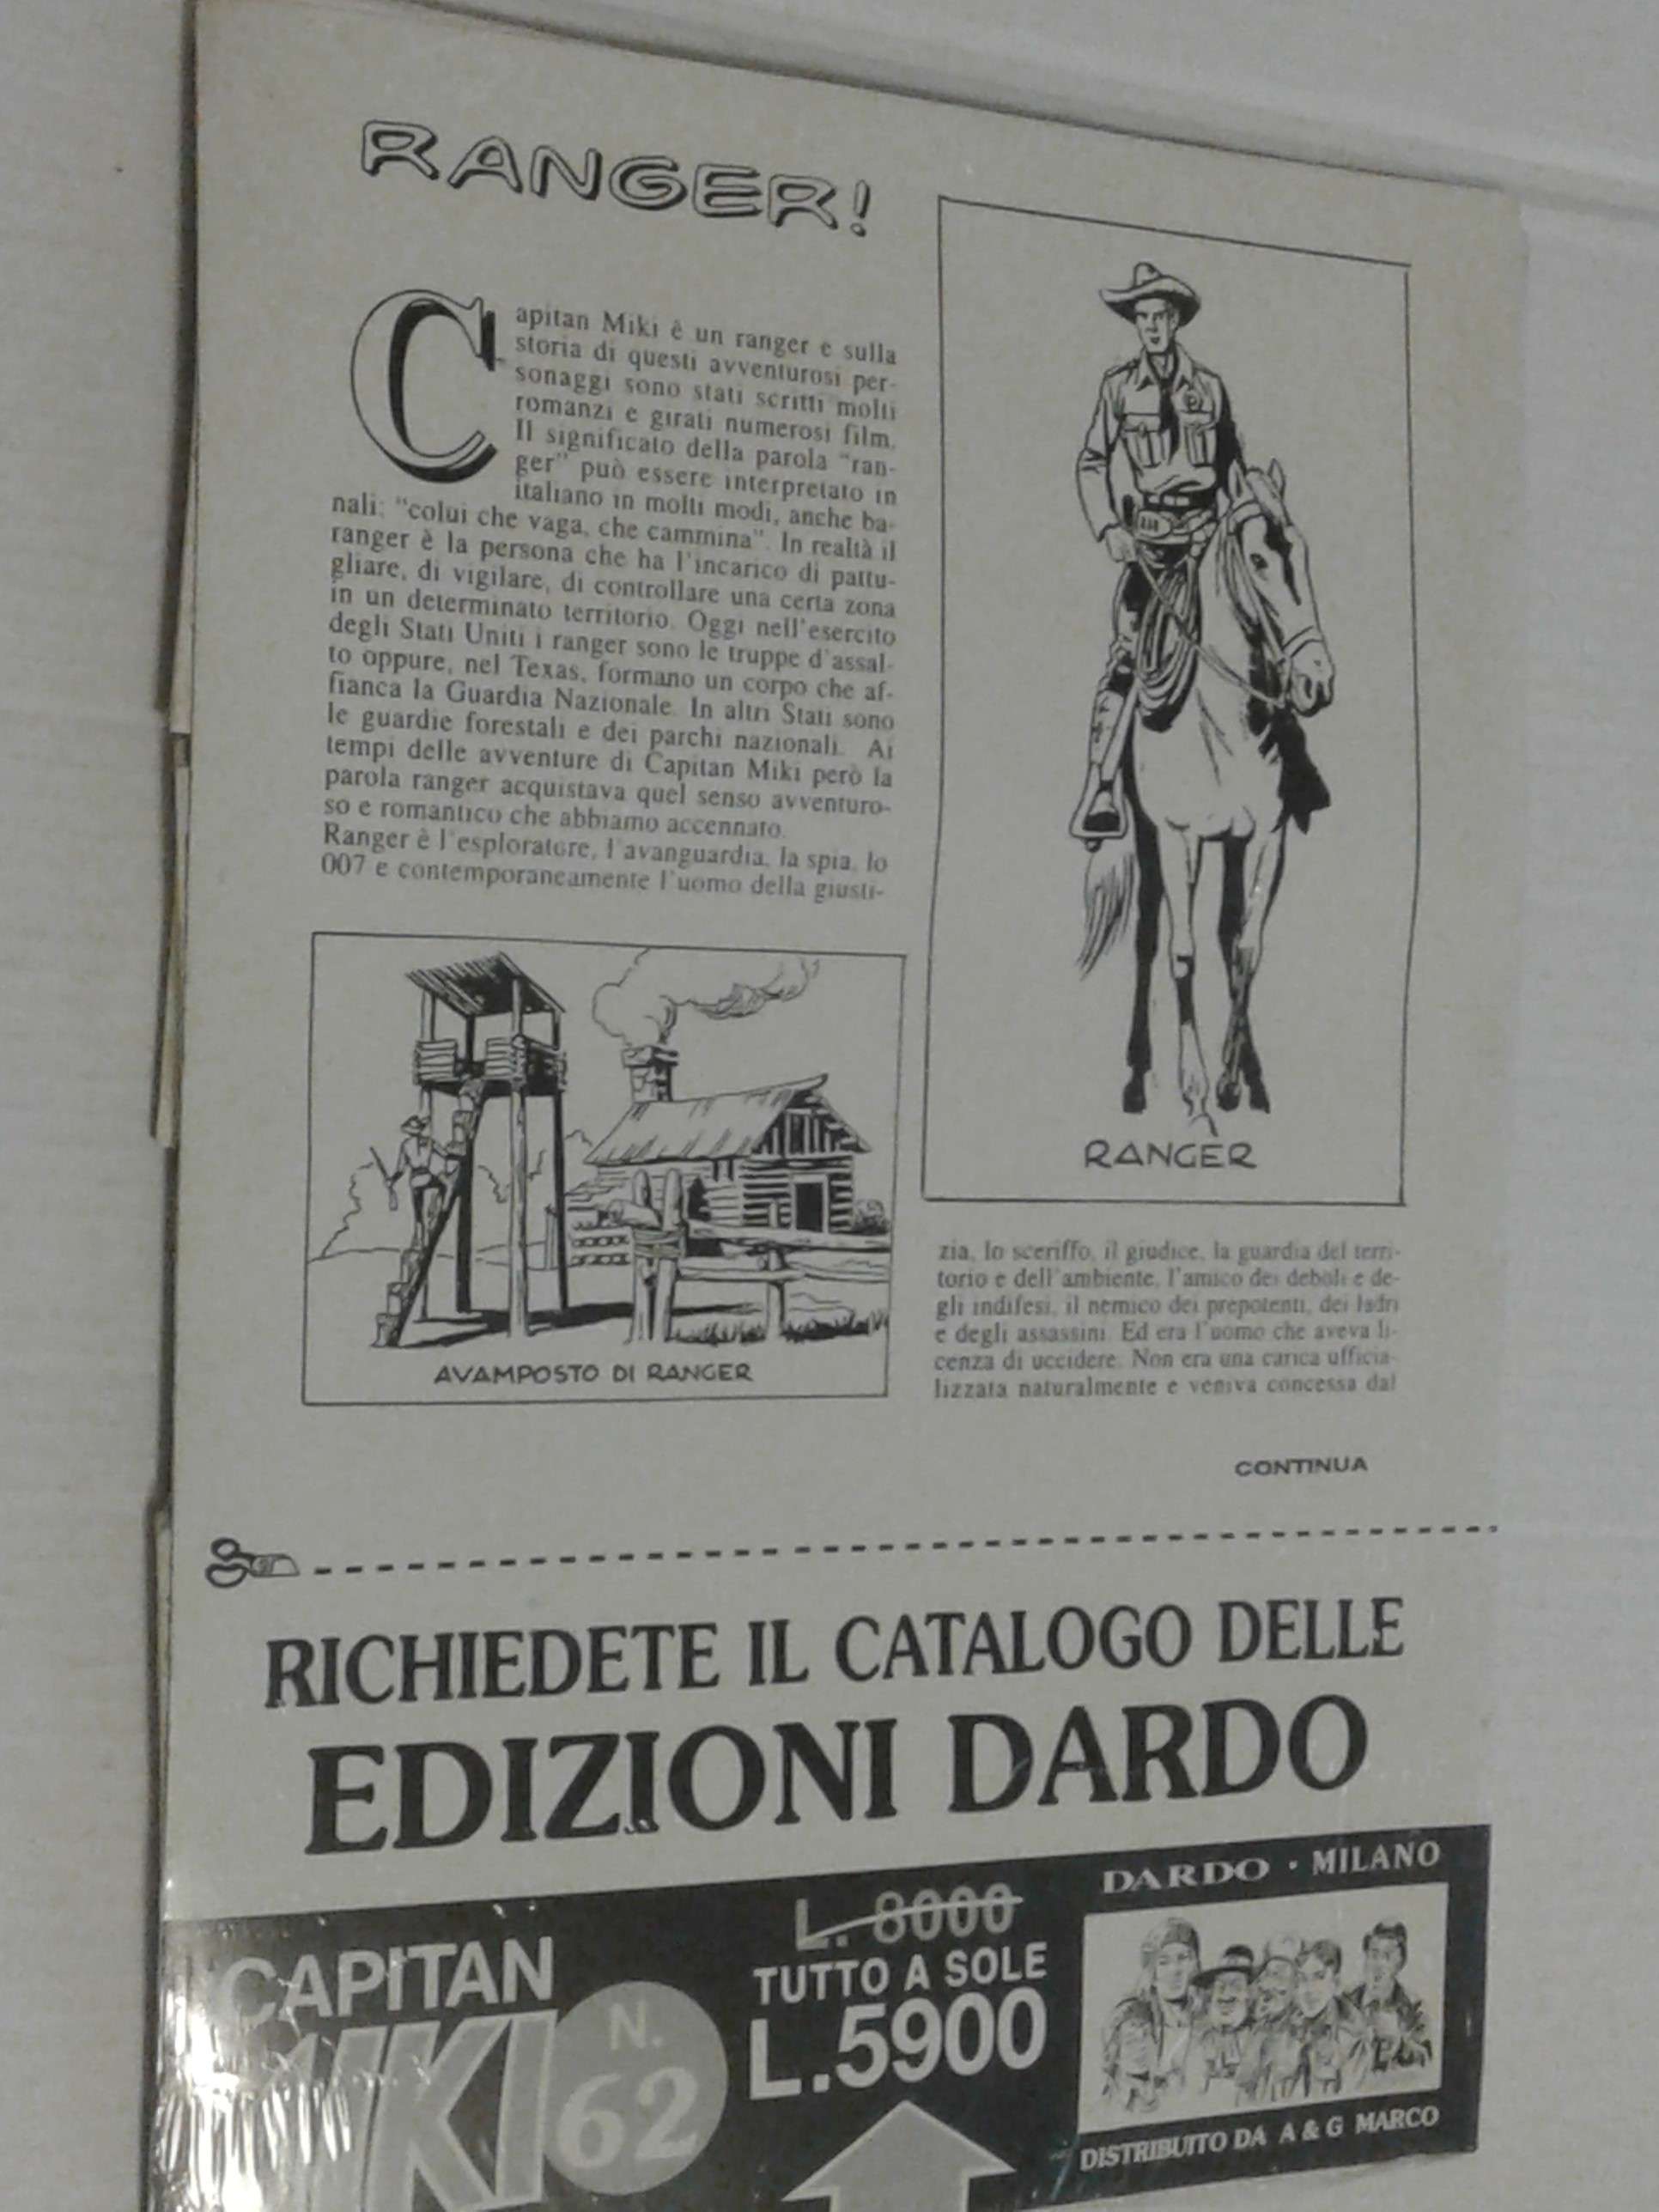 RANGER!
Capitan Miki è un ranger e sulla
storia di questi avventurosi per-
sonaggi sono stati scritti molti
romanzi e girati numerosi film.
Il significato della parola “ran-
ger” può essere interpretato in
italiano in molti modi, anche ba-
nali: “colui che vaga, che cammina”. In realtà il
ranger è la persona che ha l'incarico di pattu-
gliare, di vigilare, di controllare una certa zona
in un determinato territorio. Oggi nell'esercito
degli Stati Uniti i ranger sono le truppe d'assal-
to oppure, nel Texas, formano un corpo che af-
fianca la Guardia Nazionale. In altri Stati sono
le guardie forestali e dei parchi nazionali. Ai
tempi delle avventure di Capitan Miki però la
parola ranger acquistava quel senso avventuro-
so e romantico che abbiamo accennato.
Ranger è l'esploratore, l'avanguardia, la spia, lo
007 e contemporaneamente l'uomo della giusti-
AVAMPOSTO DI RANGER
RANGER
zia, lo sceriffo, il giudice, la guardia del terri-
torio e dell'ambiente, l'amico dei deboli e de-
gli indifesi, il nemico dei prepotenti, dei ladri
e degli assassini. Ed era l'uomo che aveva li-
cenza di uccidere. Non era una carica ufficia-
lizzata naturalmente e veniva concessa dal
CONTINUA
RICHIEDETE IL CATALOGO DELLE
EDIZIONI DARDO
CAPITAN
MIKI
N.
62
L. 8000
TUTTO A SOLE
L.5900
DARDO · MILANO
DISTRIBUITO DA A & G MARCO